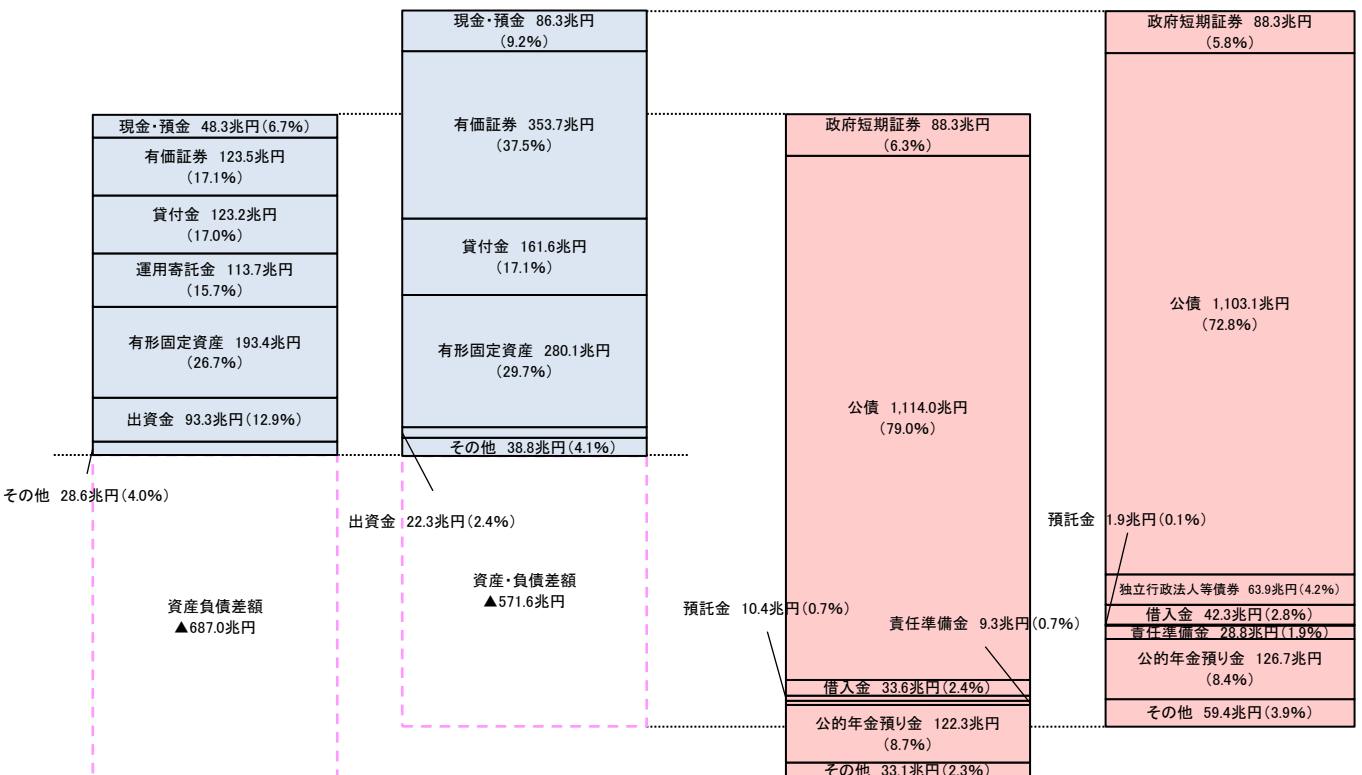 現金・預金 48.3兆円(6.7%)
有価証券 123.5兆円
(17.1%)
貸付金 123.2兆円
(17.0%)
運用寄託金 113.7兆円
(15.7%)
有形固定資産 193.4兆円
(26.7%)
出資金 93.3兆円(12.9%)
その他 28.6兆円(4.0%)
資産負債差額
▲687.0兆円
現金・預金 86.3兆円
(9.2%)
有価証券 353.7兆円
(37.5%)
貸付金 161.6兆円
(17.1%)
有形固定資産 280.1兆円
(29.7%)
その他 38.8兆円(4.1%)
出資金 22.3兆円(2.4%)
資産・負債差額
▲571.6兆円
政府短期証券 88.3兆円
(6.3%)
公債 1,114.0兆円
(79.0%)
借入金 33.6兆円(2.4%)
預託金 10.4兆円(0.7%)
責任準備金 9.3兆円(0.7%)
公的年金預り金 122.3兆円
(8.7%)
その他 33.1兆円(2.3%)
政府短期証券 88.3兆円
(5.8%)
公債 1,103.1兆円
(72.8%)
独立行政法人等債券 63.9兆円(4.2%)
借入金 42.3兆円(2.8%)
預託金 1.9兆円(0.1%)
責任準備金 28.8兆円(1.9%)
公的年金預り金 126.7兆円
(8.4%)
その他 59.4兆円(3.9%)